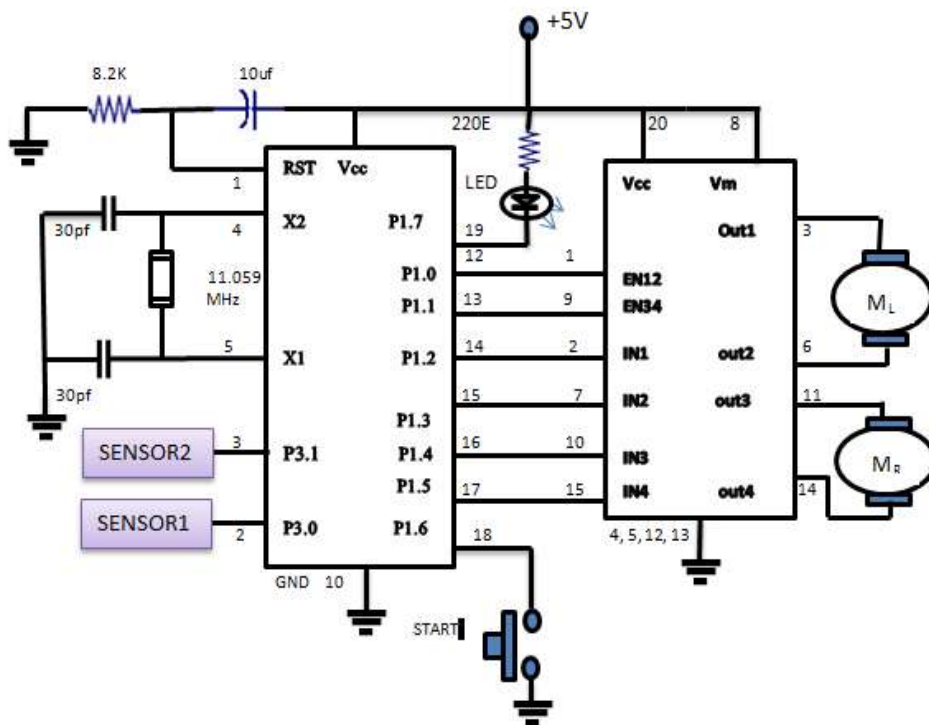 +5V
8.2K
10uf
220E
20
8
1
RST
Vcc
LED
Vcc
Vm
30pf
4
X2
P1.7
19
Out1
3
11.059
MHz
P1.0
12
1
EN12
M L
P1.1
13
9
EN34
5
X1
P1.2
14
2
IN1
out2
6
30pf
15
7
IN2
out3
11
P1.3
SENSOR2
3
P3.1
P1.4
16
10
IN3
M R
P1.5
17
15
IN4
out4
14
SENSOR1
2
P3.0
P1.6
18
4, 5, 12, 13
GND
10
START